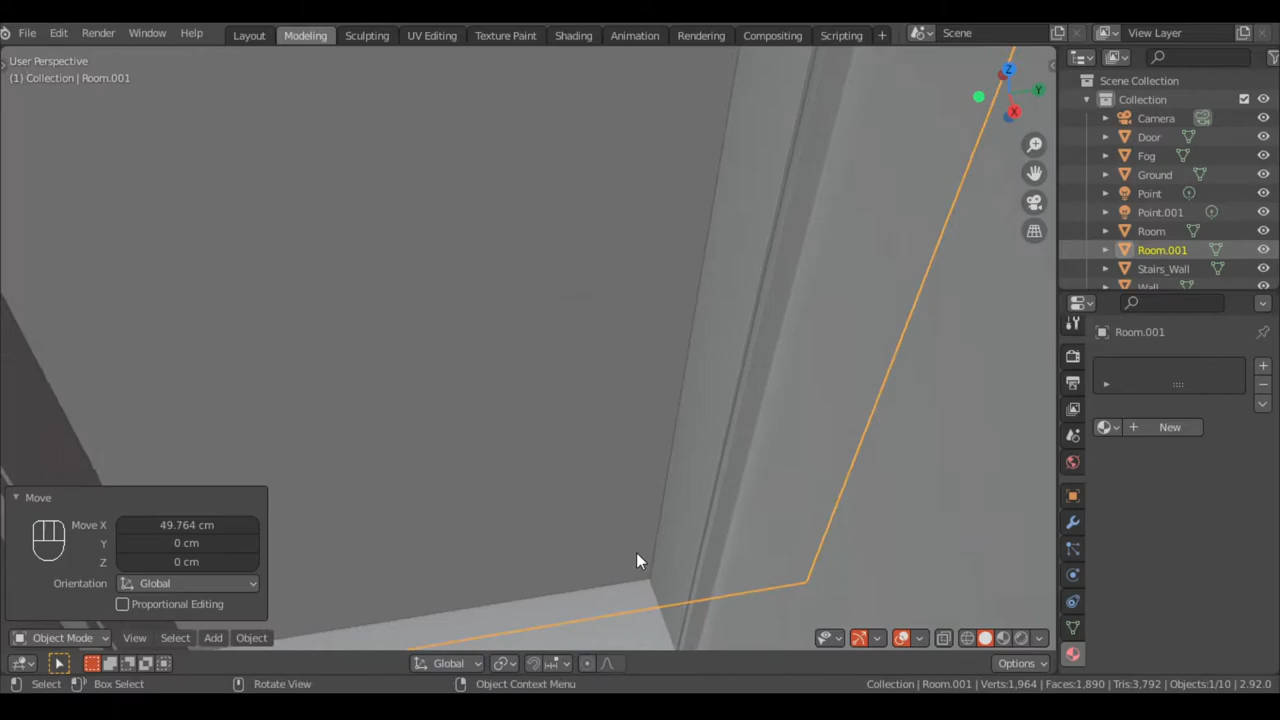 File Edit Render Window Help Layout Modeling Sculpting UV Editing Texture Paint Shading Animation Rendering Compositing Scripting + Scene View Layer
User Perspective
(1) Collection | Room.001
Z
Y
X
Scene Collection
Collection
Camera
Door
Fog
Ground
Point
Point.001
Room
Room.001
Stairs_Wall
Wall
Room.001
+ New
Move
Move X 49.764 cm
Y 0 cm
Z 0 cm
Orientation Global
Proportional Editing
Object Mode View Select Add Object
Global Options
Select Box Select Rotate View Object Context Menu Collection | Room.001 | Verts:1,964 | Faces:1,890 | Tris:3,792 | Objects:1/10 | 2.92.0